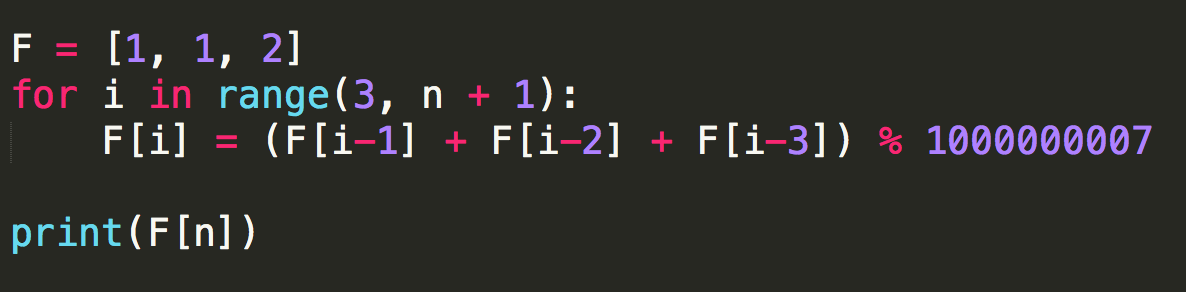 F = [1, 1, 2]
for i in range(3, n + 1):
    F[i] = (F[i-1] + F[i-2] + F[i-3]) % 1000000007
print(F[n])